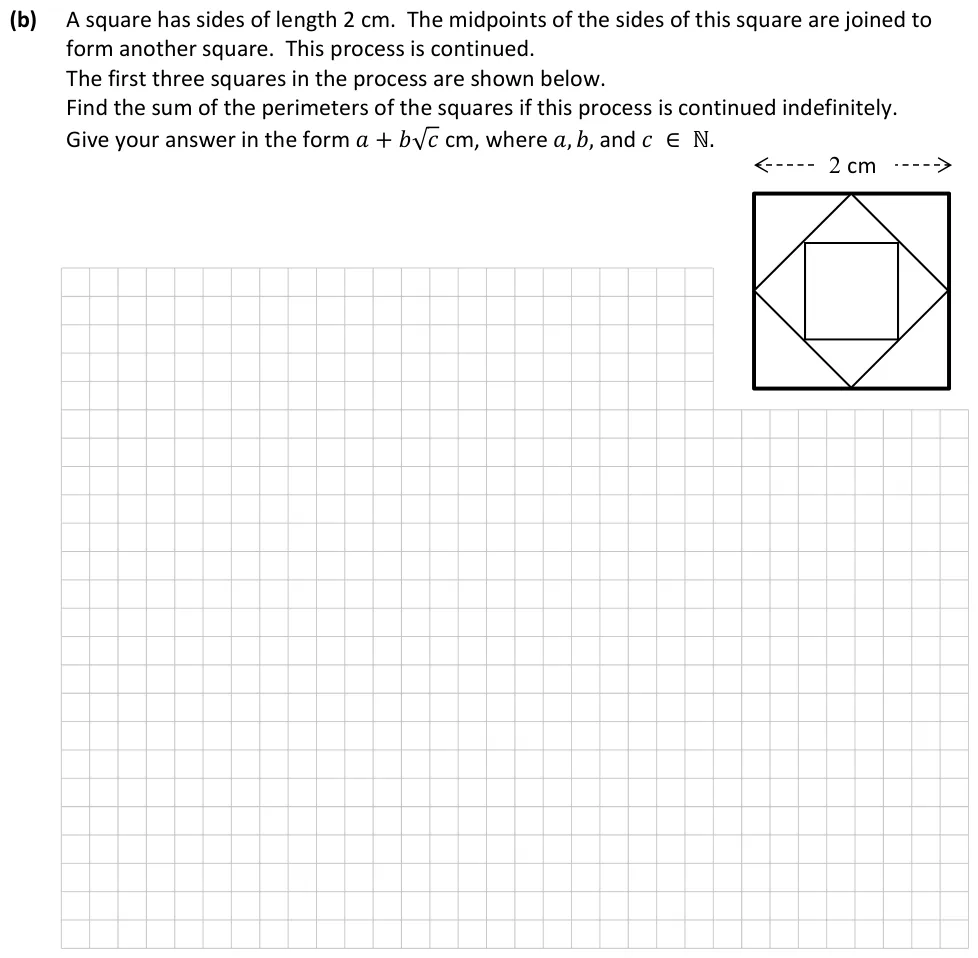 (b) A square has sides of length 2 cm. The midpoints of the sides of this square are joined to
form another square. This process is continued.
The first three squares in the process are shown below.
Find the sum of the perimeters of the squares if this process is continued indefinitely.
Give your answer in the form a + b√c cm, where a, b, and c ∈ ℕ.
2 cm